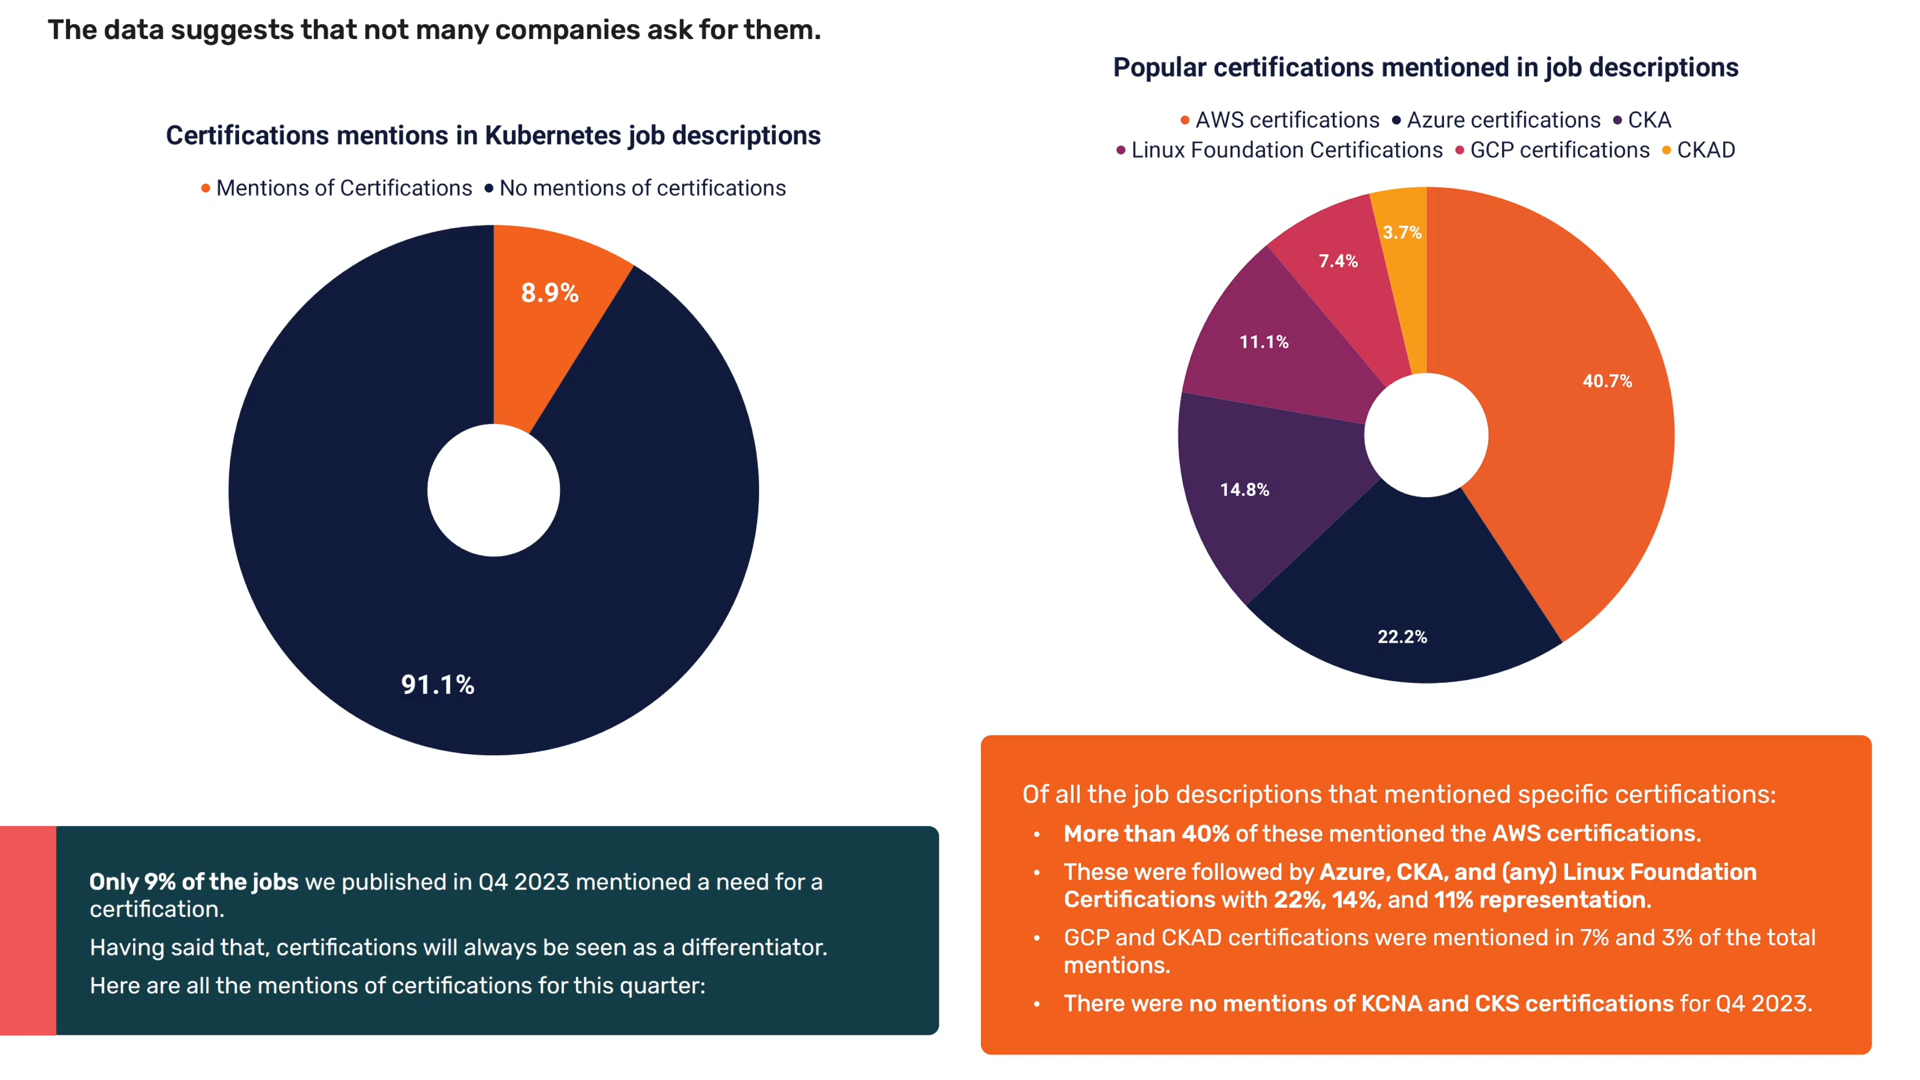 The data suggests that not many companies ask for them.
Certifications mentions in Kubernetes job descriptions
• Mentions of Certifications • No mentions of certifications
8.9%
91.1%
Only 9% of the jobs we published in Q4 2023 mentioned a need for a
certification.
Having said that, certifications will always be seen as a differentiator.
Here are all the mentions of certifications for this quarter:
Popular certifications mentioned in job descriptions
• AWS certifications • Azure certifications • CKA
• Linux Foundation Certifications • GCP certifications • CKAD
3.7%
7.4%
11.1%
40.7%
14.8%
22.2%
Of all the job descriptions that mentioned specific certifications:
• More than 40% of these mentioned the AWS certifications.
• These were followed by Azure, CKA, and (any) Linux Foundation
Certifications with 22%, 14%, and 11% representation.
• GCP and CKAD certifications were mentioned in 7% and 3% of the total
mentions.
• There were no mentions of KCNA and CKS certifications for Q4 2023.